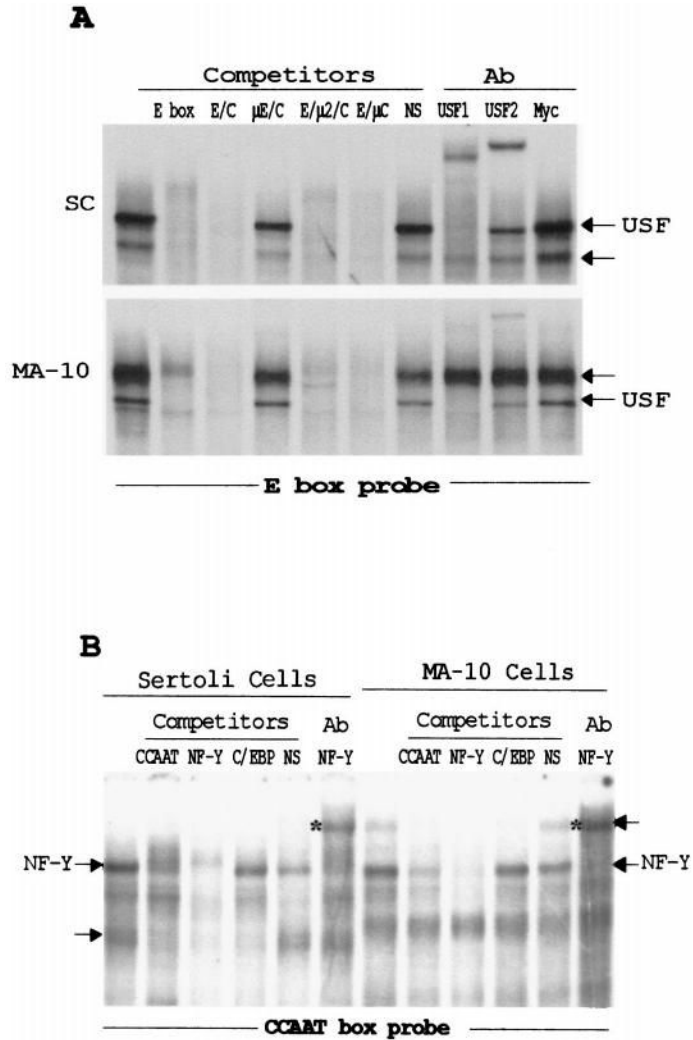 A
Competitors Ab
E box E/C µE/C E/µ2/C E/µC NS USF1 USF2 Myc
SC
USF
MA-10
USF
E box probe
B
Sertoli Cells MA-10 Cells
Competitors Ab Competitors Ab
CCAAT NF-Y C/EBP NS NF-Y CCAAT NF-Y C/EBP NS NF-Y
* *
NF-Y NF-Y
CCAAT box probe